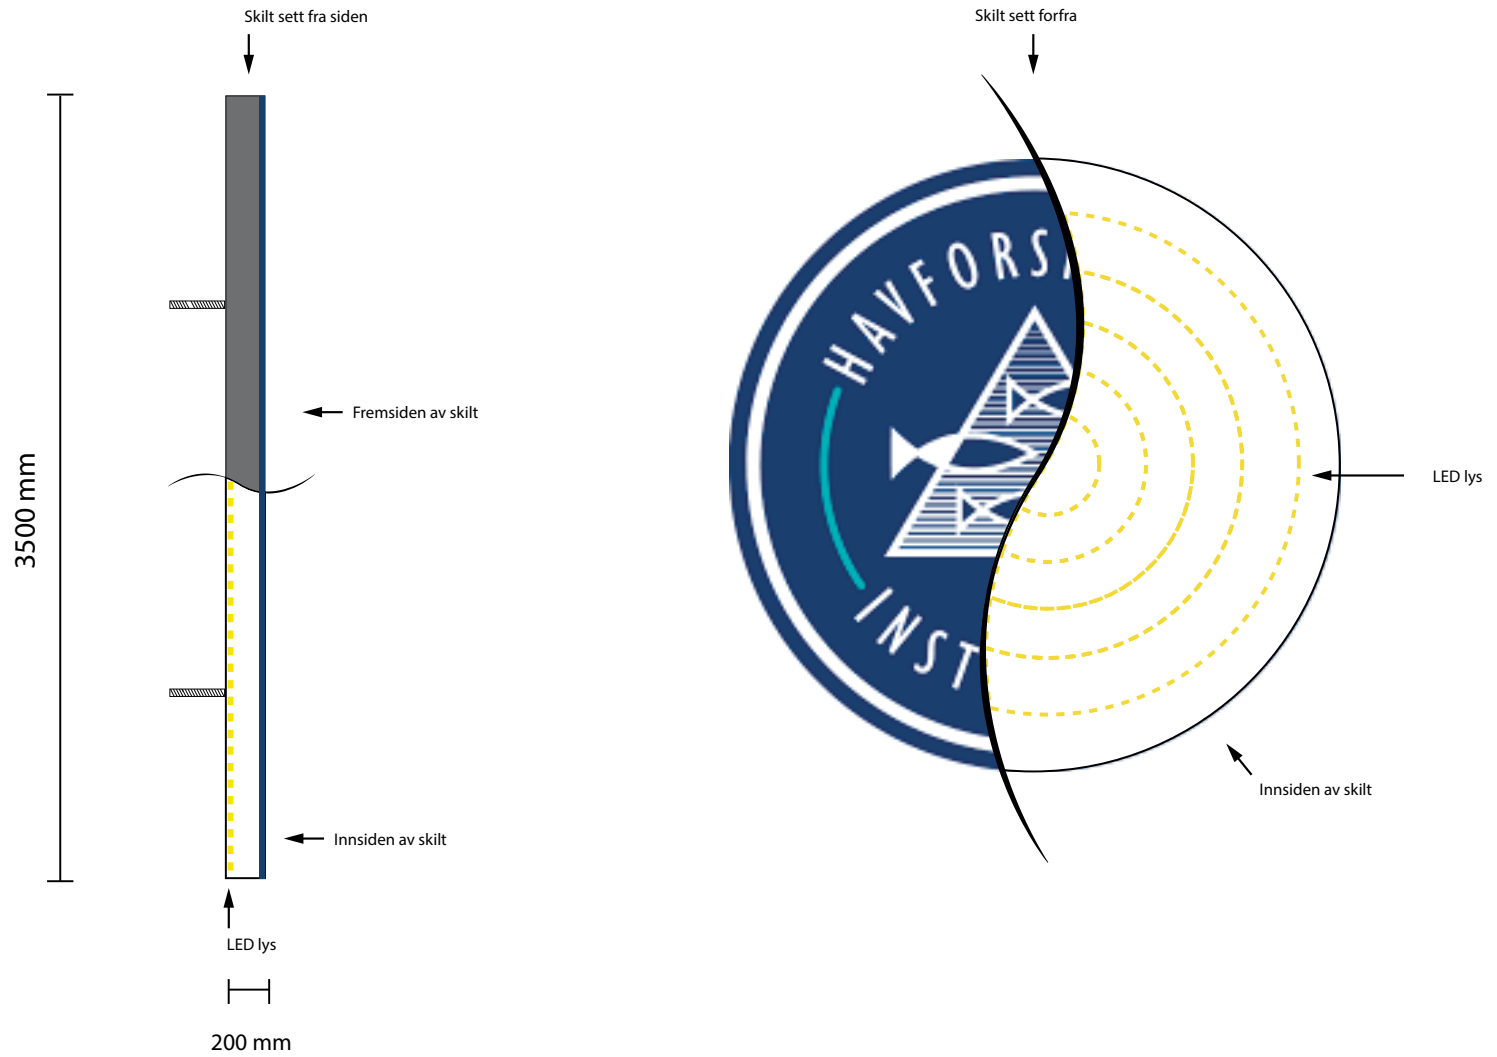 Skilt sett fra siden
Skilt sett forfra
HAVFORS
Fremsiden av skilt
LED lys
3500 mm
INST
Innsiden av skilt
Innsiden av skilt
LED lys
200 mm